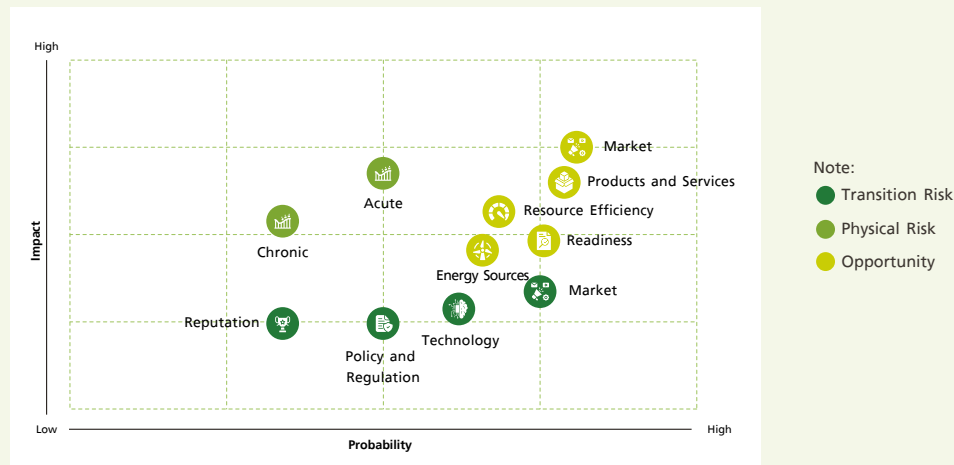 High
Market
Products and Services
Acute
Resource Efficiency
Chronic
Readiness
Energy Sources
Market
Reputation
Technology
Policy and
Regulation
Impact
Low
High
Probability
Note:
Transition Risk
Physical Risk
Opportunity